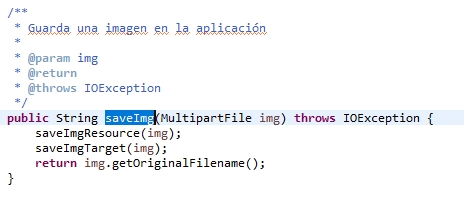 /**
 * Guarda una imagen en la aplicación
 *
 * @param img
 * @return
 * @throws IOException
 */
public String saveImg(MultipartFile img) throws IOException {
    saveImgResource(img);
    saveImgTarget(img);
    return img.getOriginalFilename();
}